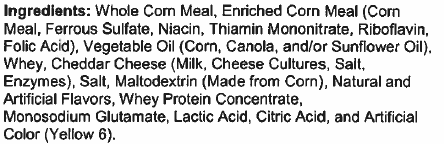 Ingredients: Whole Corn Meal, Enriched Corn Meal (Corn
Meal, Ferrous Sulfate, Niacin, Thiamin Mononitrate, Riboflavin,
Folic Acid), Vegetable Oil (Corn, Canola, and/or Sunflower Oil),
Whey, Cheddar Cheese (Milk, Cheese Cultures, Salt,
Enzymes), Salt, Maltodextrin (Made from Corn), Natural and
Artificial Flavors, Whey Protein Concentrate,
Monosodium Glutamate, Lactic Acid, Citric Acid, and Artificial
Color (Yellow 6).